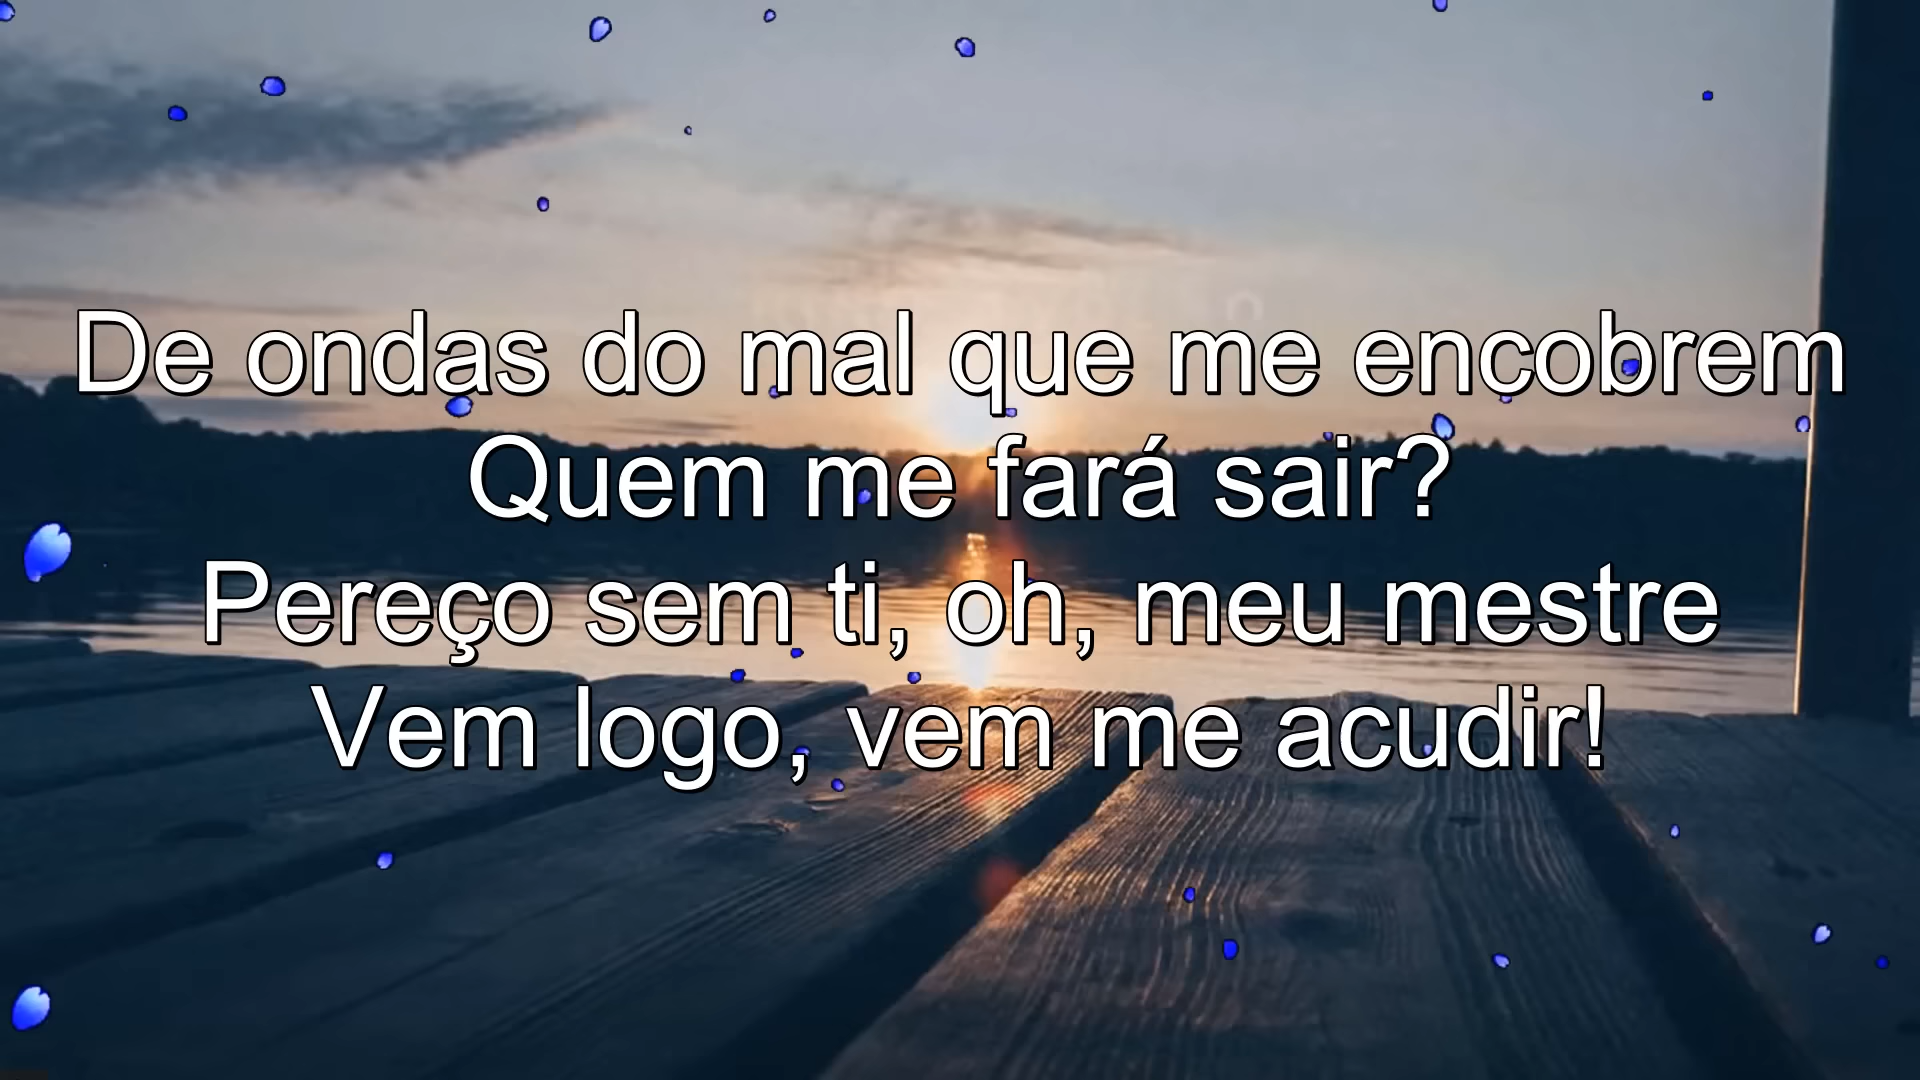 De ondas do mal que me encobrem
Quem me fará sair?
Pereço sem ti, oh, meu mestre
Vem logo, vem me acudir!